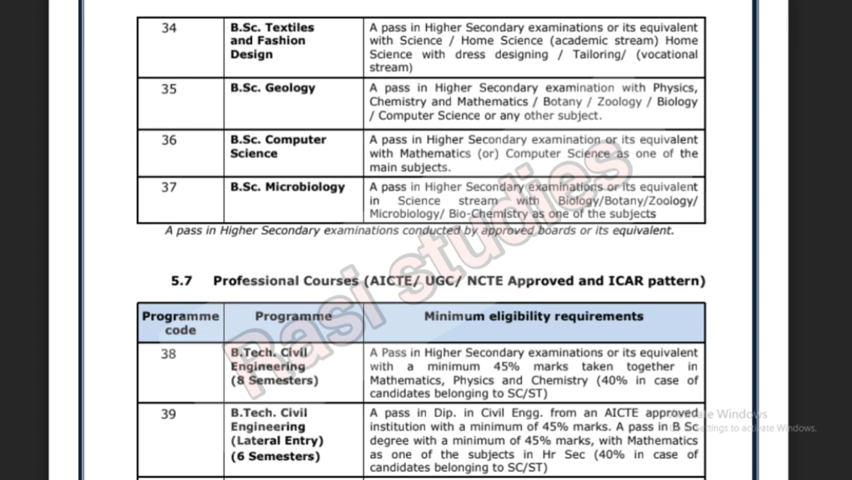 34 B.Sc. Textiles and Fashion Design A pass in Higher Secondary examinations or its equivalent
with Science / Home Science (academic stream) Home
Science with dress designing / Tailoring/ (vocational
stream)
35 B.Sc. Geology A pass in Higher Secondary examination with Physics,
Chemistry and Mathematics / Botany / Zoology / Biology
/ Computer Science or any other subject.
36 B.Sc. Computer Science A pass in Higher Secondary examination or its equivalent
with Mathematics (or) Computer Science as one of the
main subjects.
37 B.Sc. Microbiology A pass in Higher Secondary examinations or its equivalent
in Science stream with Biology/Botany/Zoology/
Microbiology/ Bio-Chemistry as one of the subjects
A pass in Higher Secondary examinations conducted by approved boards or its equivalent.
5.7 Professional Courses (AICTE/ UGC/ NCTE Approved and ICAR pattern)
Programme code Programme Minimum eligibility requirements
38 B.Tech. Civil Engineering (8 Semesters) A Pass in Higher Secondary examinations or its equivalent
with a minimum 45% marks taken together in
Mathematics, Physics and Chemistry (40% in case of
candidates belonging to SC/ST)
39 B.Tech. Civil Engineering (Lateral Entry) (6 Semesters) A pass in Dip. in Civil Engg. from an AICTE approved
institution with a minimum of 45% marks. A pass in B Sc
degree with a minimum of 45% marks, with Mathematics
as one of the subjects in Hr Sec (40% in case of
candidates belonging to SC/ST)
Rasi studies
Activate Windows
Settings to activate Windows.